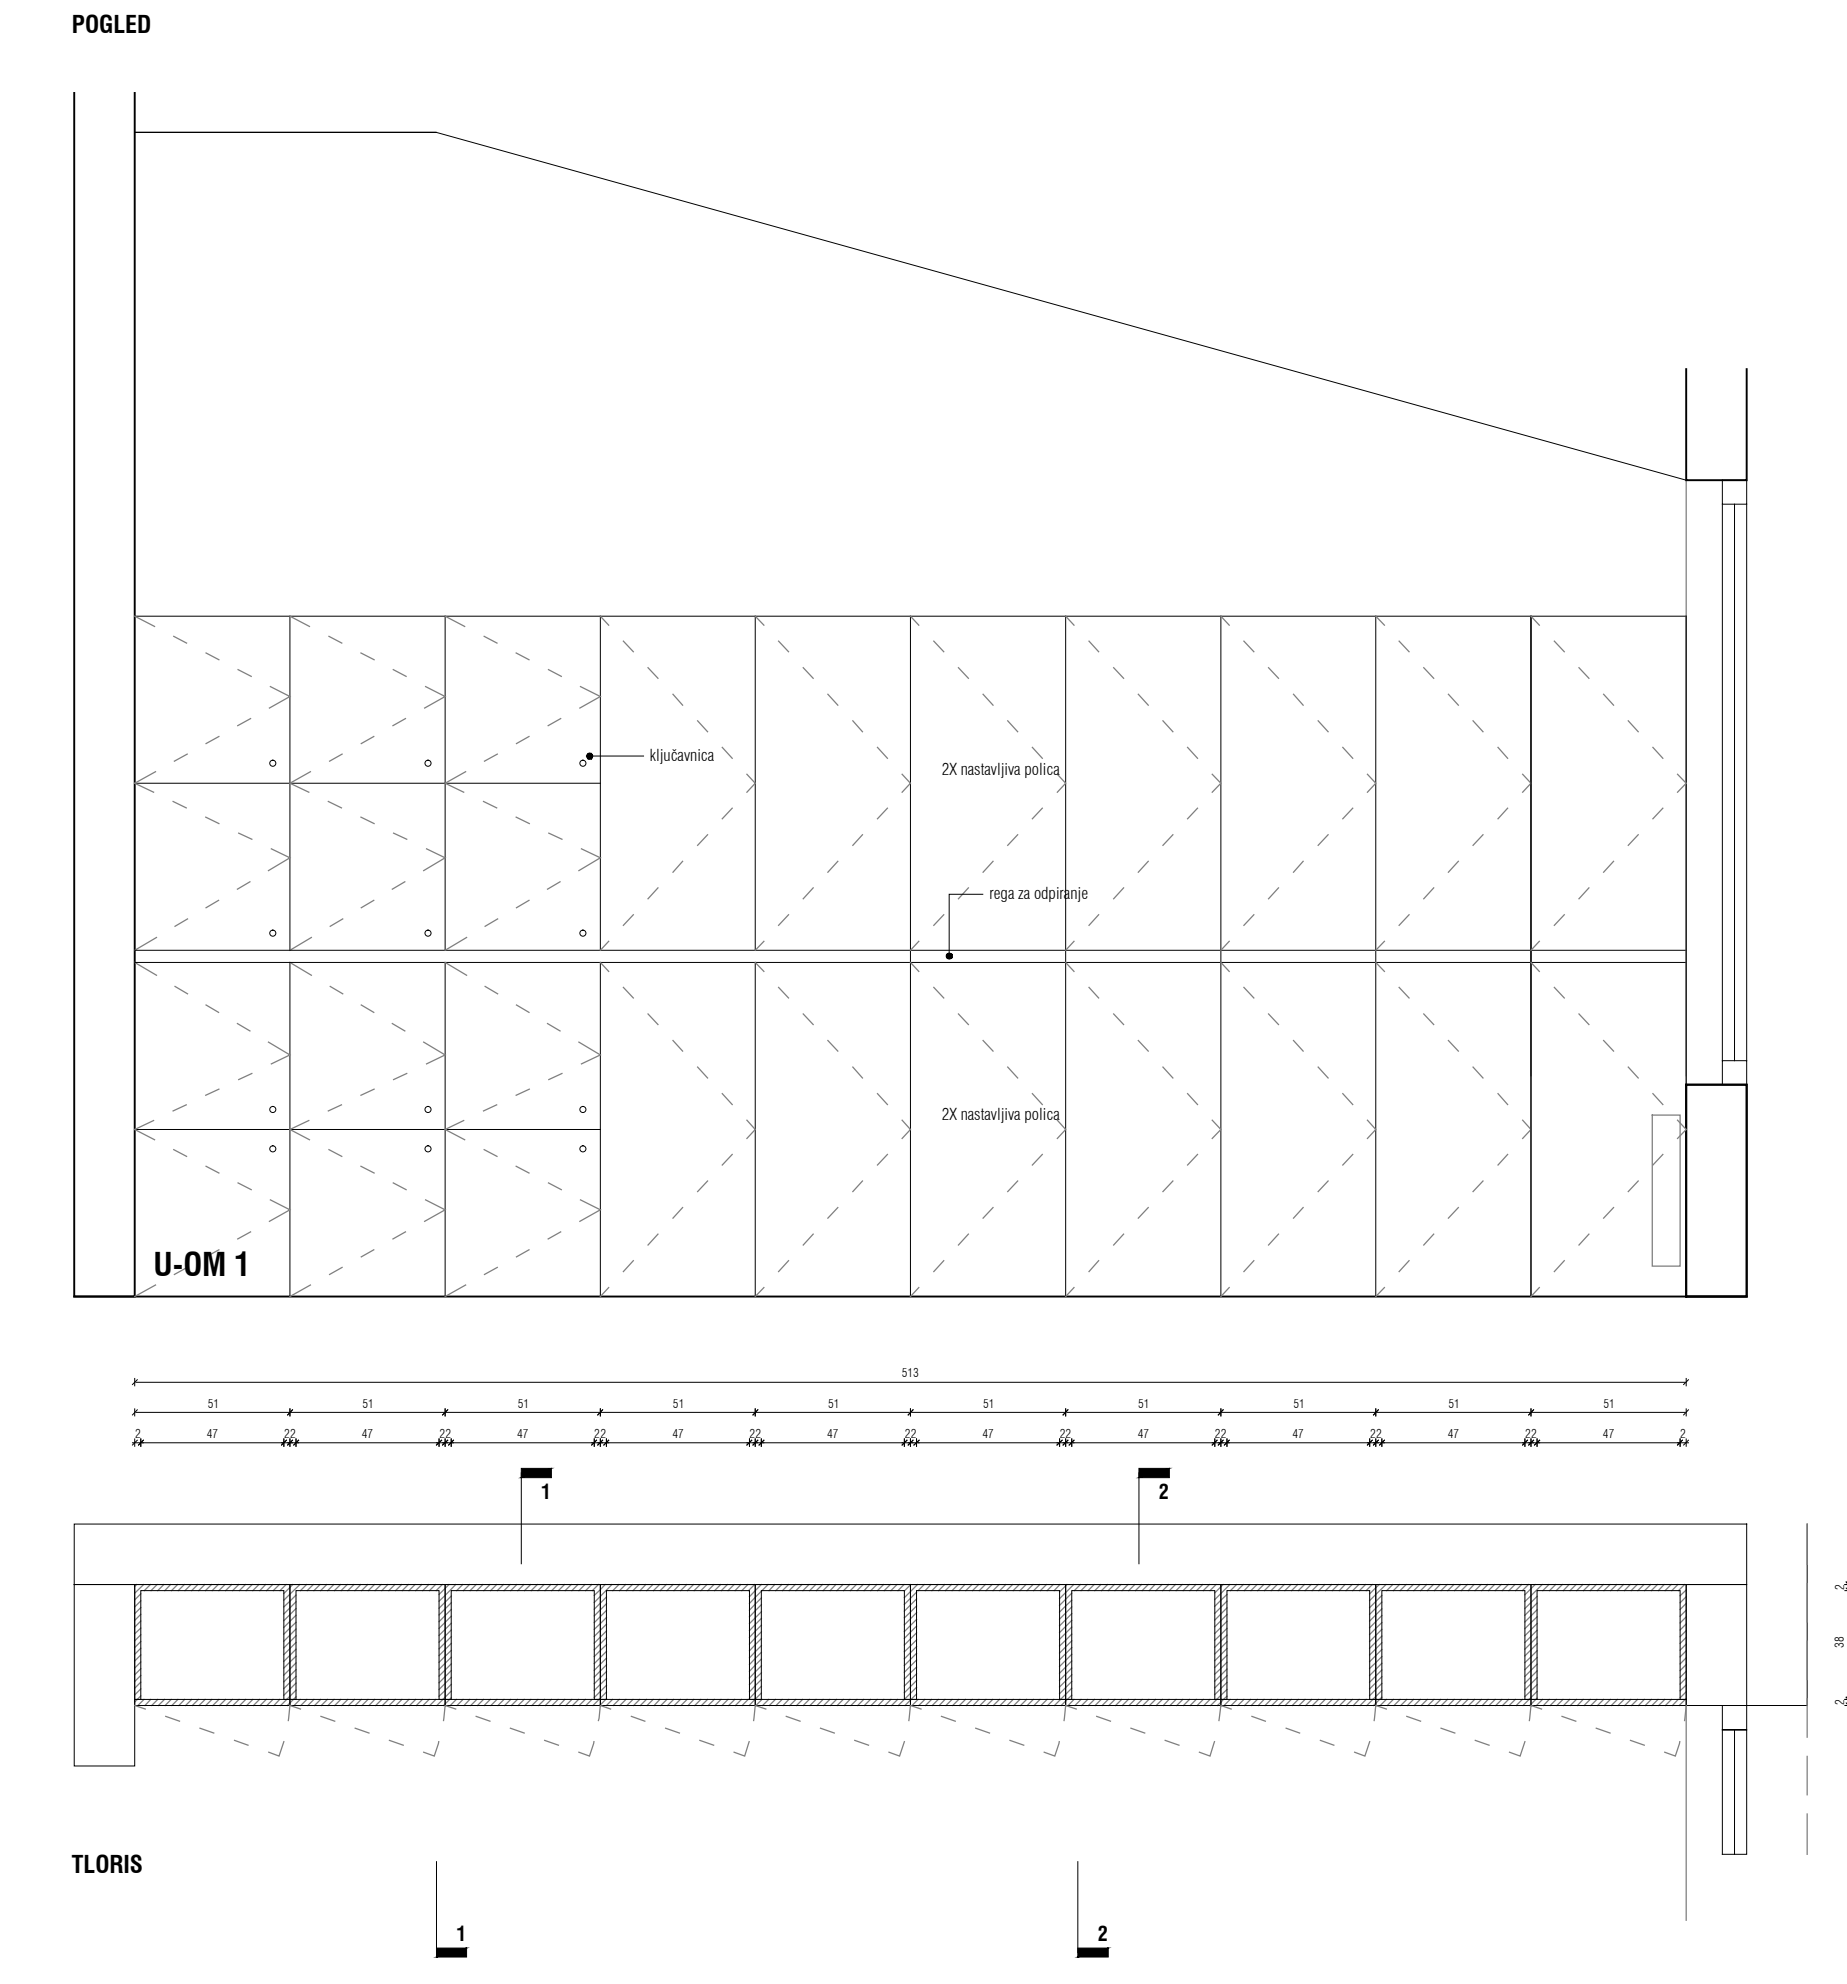 POGLED
ključavnica
2X nastavljiva polica
rega za odpiranje
2X nastavljiva polica
U-OM 1
513
51 51 51 51 51 51 51 51 51 51
2 47 22 47 22 47 22 47 22 47 22 47 22 47 22 47 22 47 22 47 2
1 2
2
38
2
TLORIS
1 2